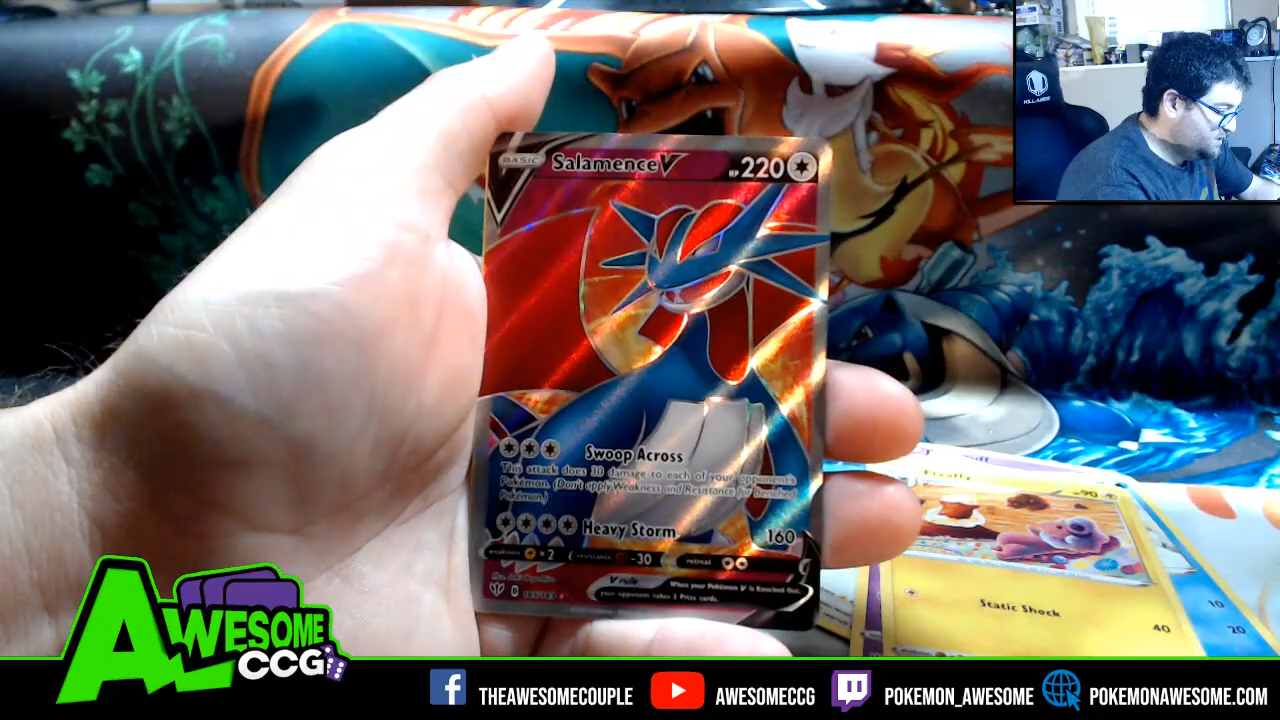 KILLABEE
BASIC Salamence V HP 220
Swoop Across
This attack does 30 damage to each of your opponent's
Pokémon. (Don't apply Weakness and Resistance for Benched
Pokémon.)
Heavy Storm 160
weakness ×2 resistance -30 retreat
V rule When your Pokémon V is Knocked Out,
your opponent takes 2 Prize cards.
90
Static Shock
40
10
20
AWESOME
CCG
THEAWESOMECOUPLE AWESOMECCG POKEMON_AWESOME POKEMONAWESOME.COM